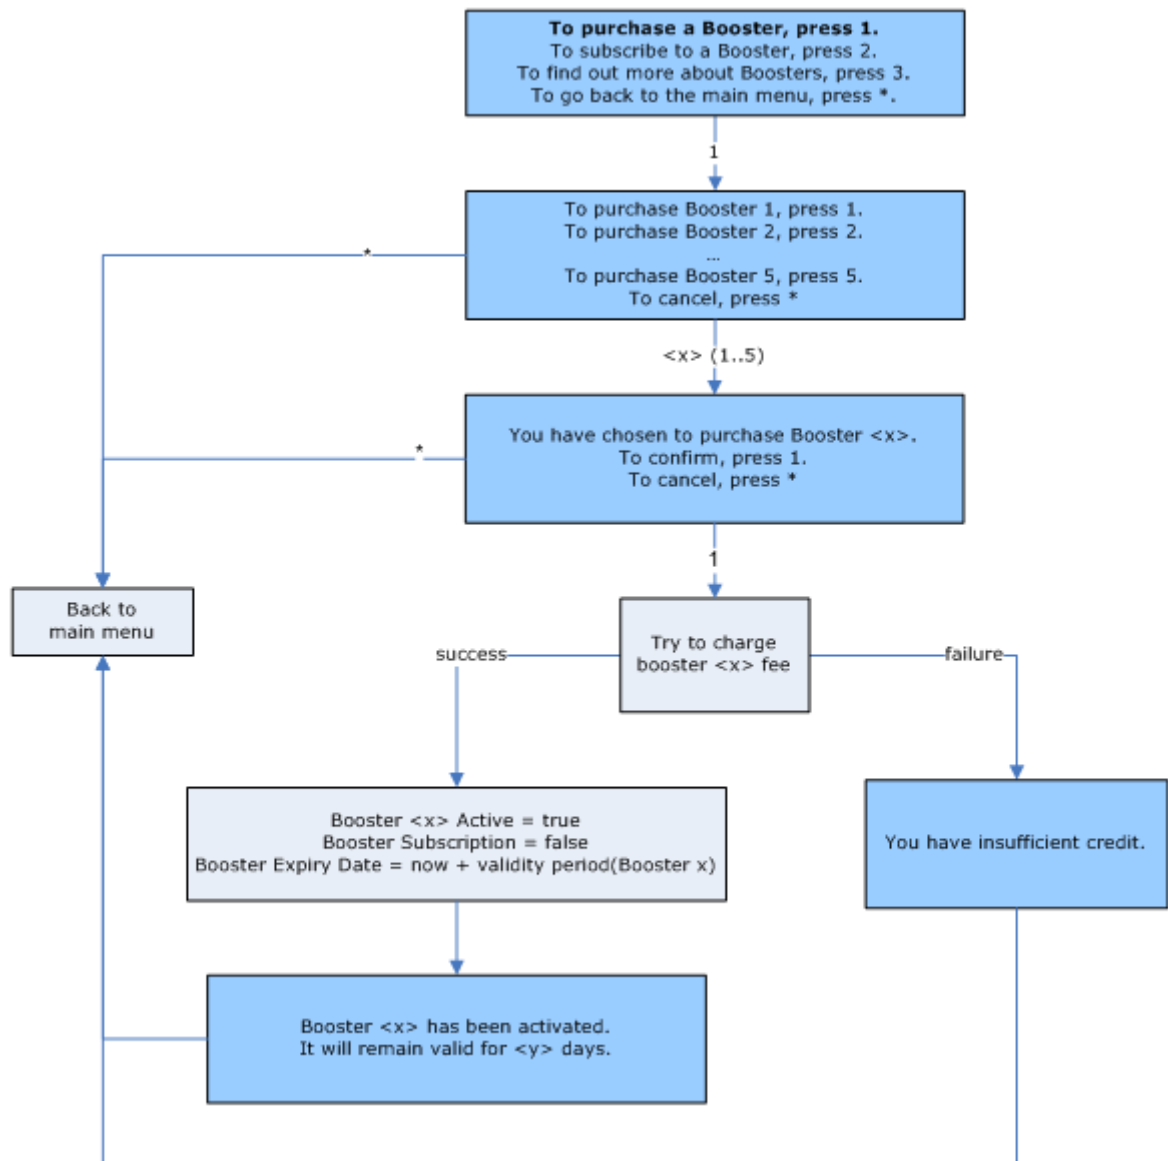 To purchase a Booster, press 1.
To subscribe to a Booster, press 2.
To find out more about Boosters, press 3.
To go back to the main menu, press *.
1
To purchase Booster 1, press 1.
To purchase Booster 2, press 2.
...
To purchase Booster 5, press 5.
To cancel, press *
*
<x> (1..5)
You have chosen to purchase Booster <x>.
To confirm, press 1.
To cancel, press *
*
1
Back to
main menu
Try to charge
booster <x> fee
success
failure
Booster <x> Active = true
Booster Subscription = false
Booster Expiry Date = now + validity period(Booster x)
You have insufficient credit.
Booster <x> has been activated.
It will remain valid for <y> days.